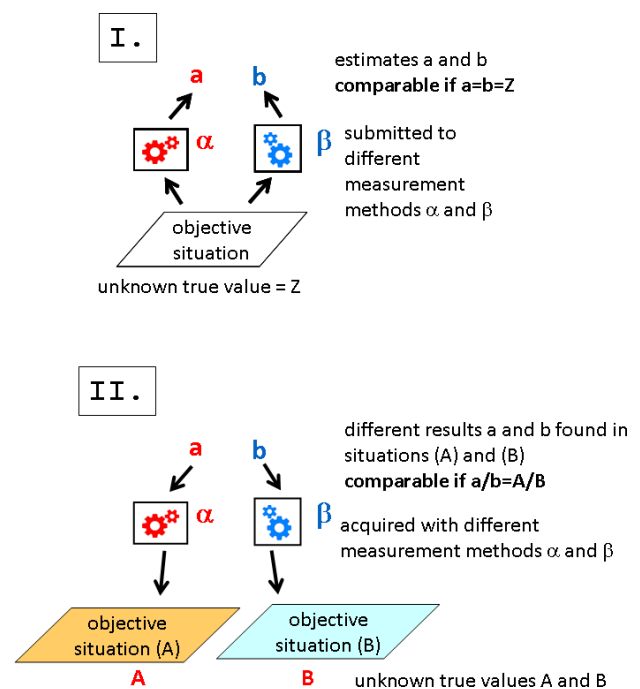 I.
a b
estimates a and b
comparable if a=b=Z
α β
submitted to
different
measurement
methods α and β
objective
situation
unknown true value = Z
II.
a b
different results a and b found in
situations (A) and (B)
comparable if a/b=A/B
α β
acquired with different
measurement methods α and β
objective
situation (A)
objective
situation (B)
A B
unknown true values A and B